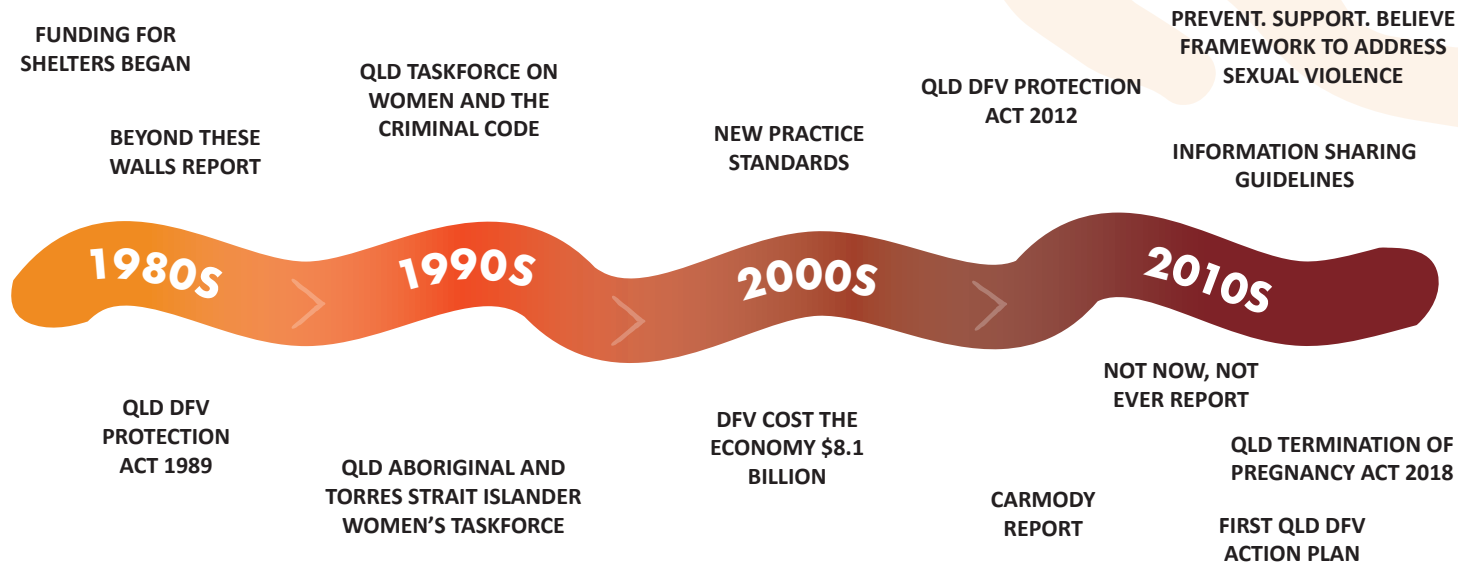 FUNDING FOR
SHELTERS BEGAN
BEYOND THESE
WALLS REPORT
QLD TASKFORCE ON
WOMEN AND THE
CRIMINAL CODE
NEW PRACTICE
STANDARDS
QLD DFV PROTECTION
ACT 2012
PREVENT. SUPPORT. BELIEVE
FRAMEWORK TO ADDRESS
SEXUAL VIOLENCE
INFORMATION SHARING
GUIDELINES
1980S
1990S
2000S
2010S
QLD DFV
PROTECTION
ACT 1989
QLD ABORIGINAL AND
TORRES STRAIT ISLANDER
WOMEN’S TASKFORCE
DFV COST THE
ECONOMY $8.1
BILLION
CARMODY
REPORT
NOT NOW, NOT
EVER REPORT
QLD TERMINATION OF
PREGNANCY ACT 2018
FIRST QLD DFV
ACTION PLAN